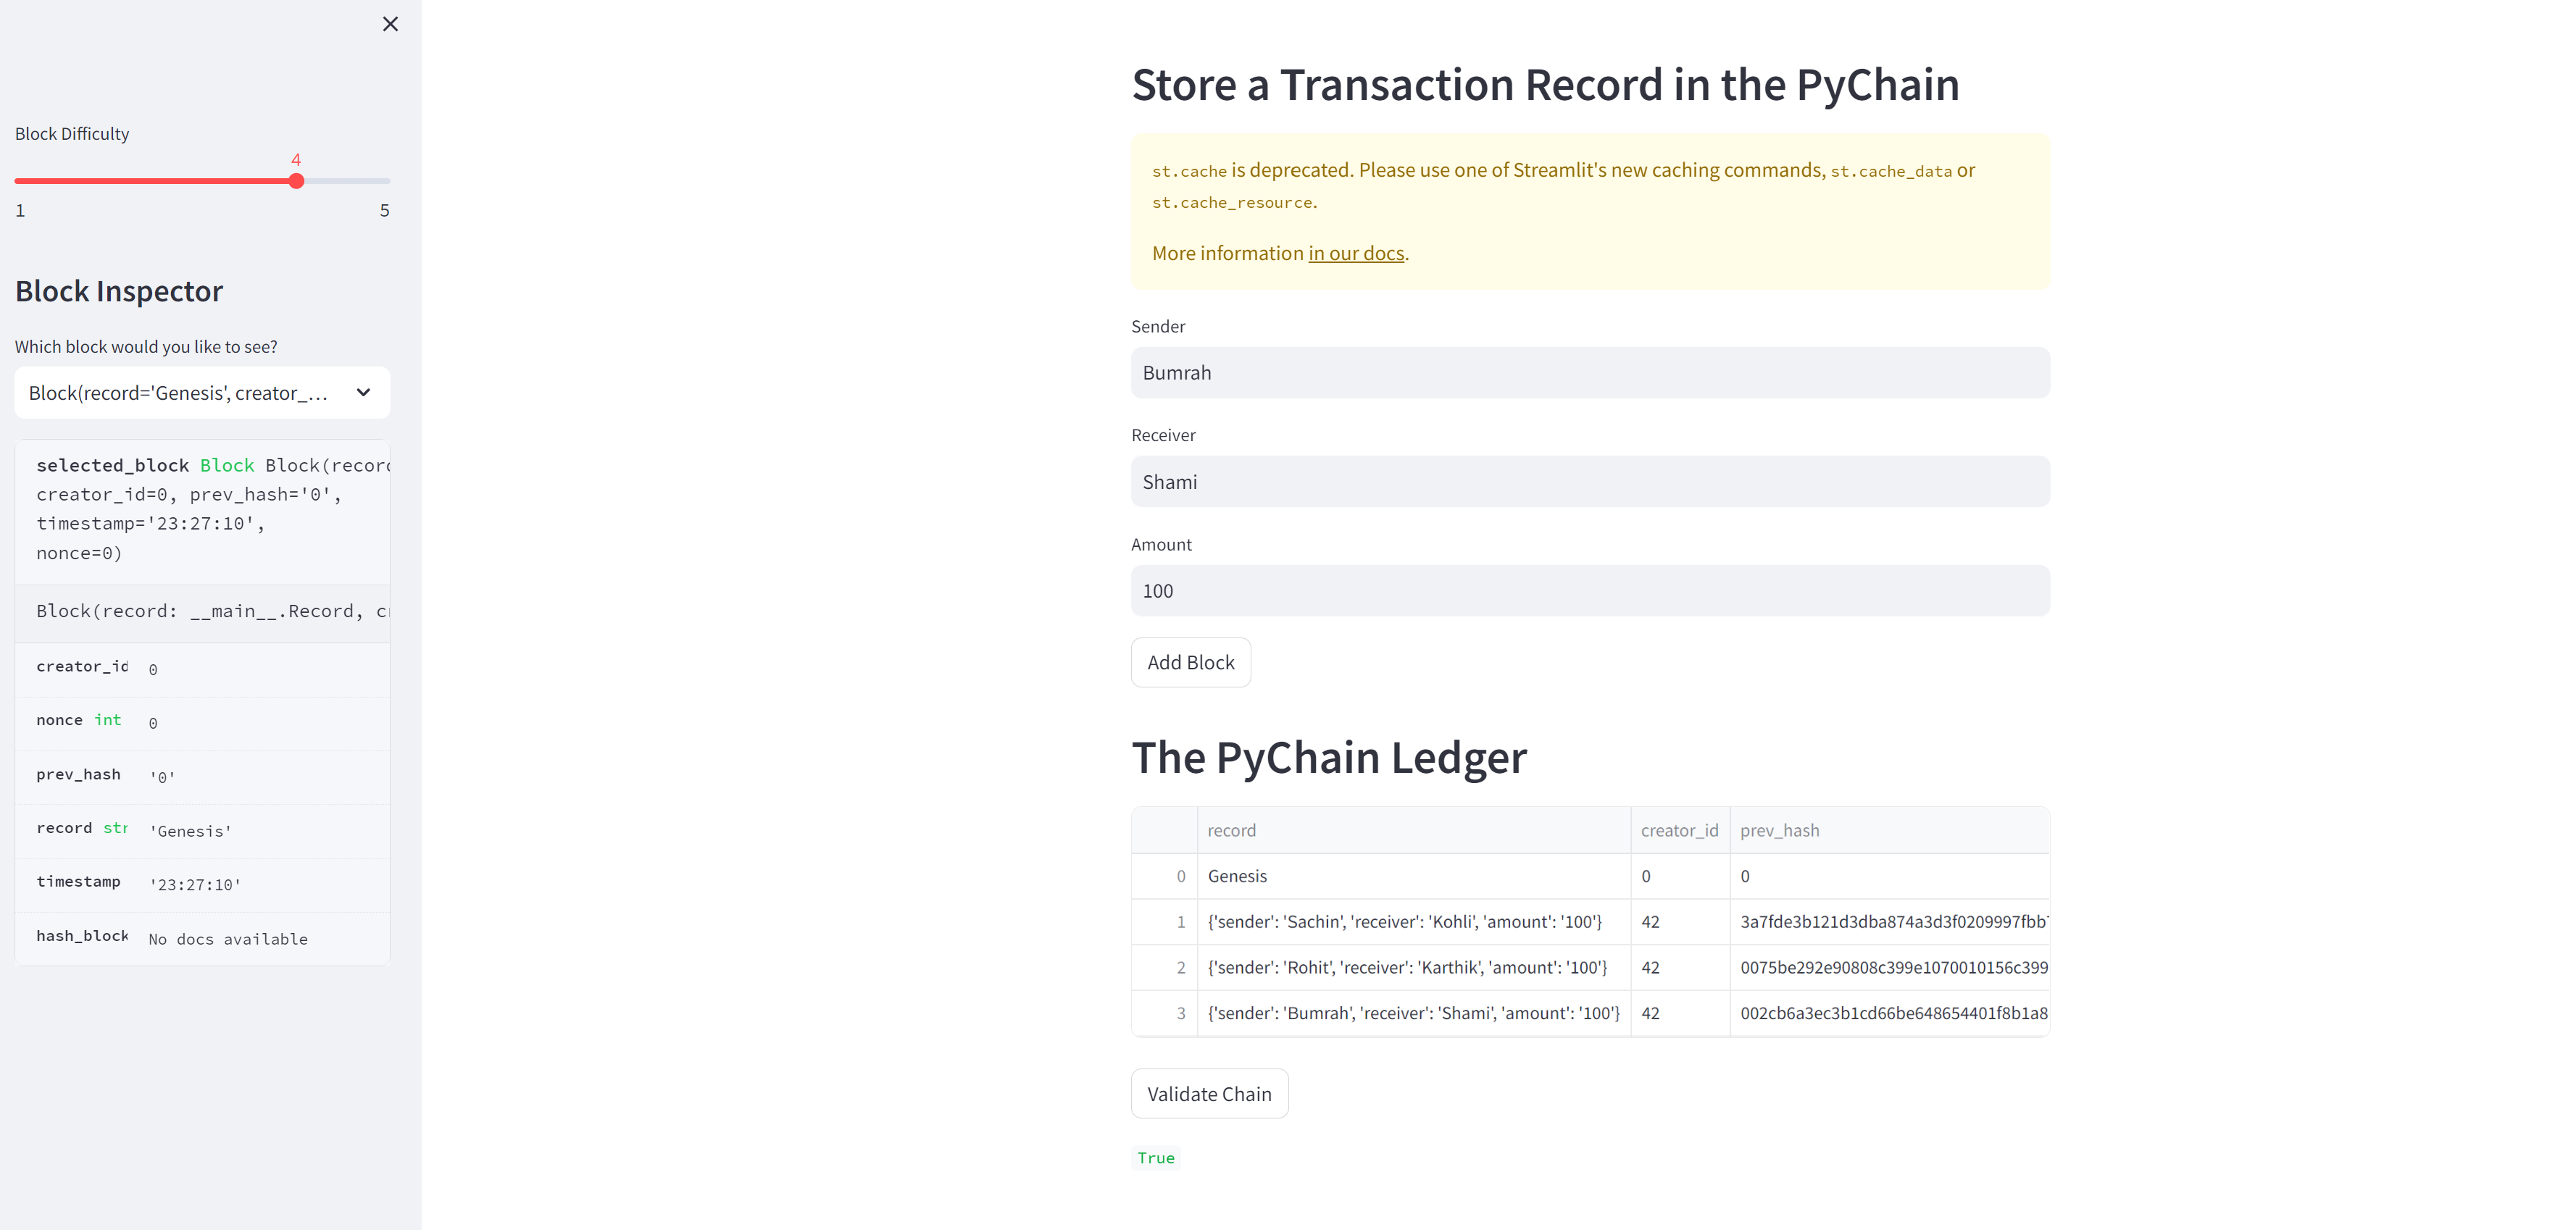 Block Difficulty
4
1 5
Block Inspector
Which block would you like to see?
Block(record='Genesis', creator_...
selected_block Block Block(recor
creator_id=0, prev_hash='0',
timestamp='23:27:10',
nonce=0)
Block(record: __main__.Record, c
creator_id 0
nonce int 0
prev_hash '0'
record str 'Genesis'
timestamp '23:27:10'
hash_block No docs available
Store a Transaction Record in the PyChain
st.cache is deprecated. Please use one of Streamlit's new caching commands, st.cache_data or
st.cache_resource.
More information in our docs.
Sender
Bumrah
Receiver
Shami
Amount
100
Add Block
The PyChain Ledger
record creator_id prev_hash
0 Genesis 0 0
1 {'sender': 'Sachin', 'receiver': 'Kohli', 'amount': '100'} 42 3a7fde3b121d3dba874a3d3f0209997fbb
2 {'sender': 'Rohit', 'receiver': 'Karthik', 'amount': '100'} 42 0075be292e90808c399e1070010156c399
3 {'sender': 'Bumrah', 'receiver': 'Shami', 'amount': '100'} 42 002cb6a3ec3b1cd66be648654401f8b1a8
Validate Chain
True